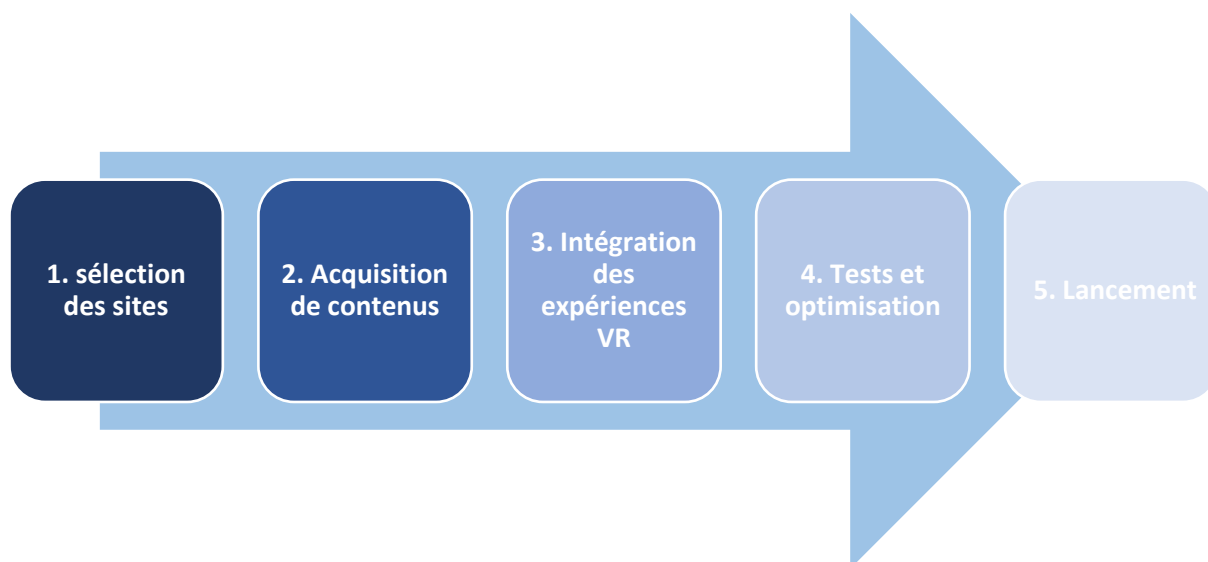 1. sélection
des sites
2. Acquisition
de contenus
3. Intégration
des
expériences
VR
4. Tests et
optimisation
5. Lancement